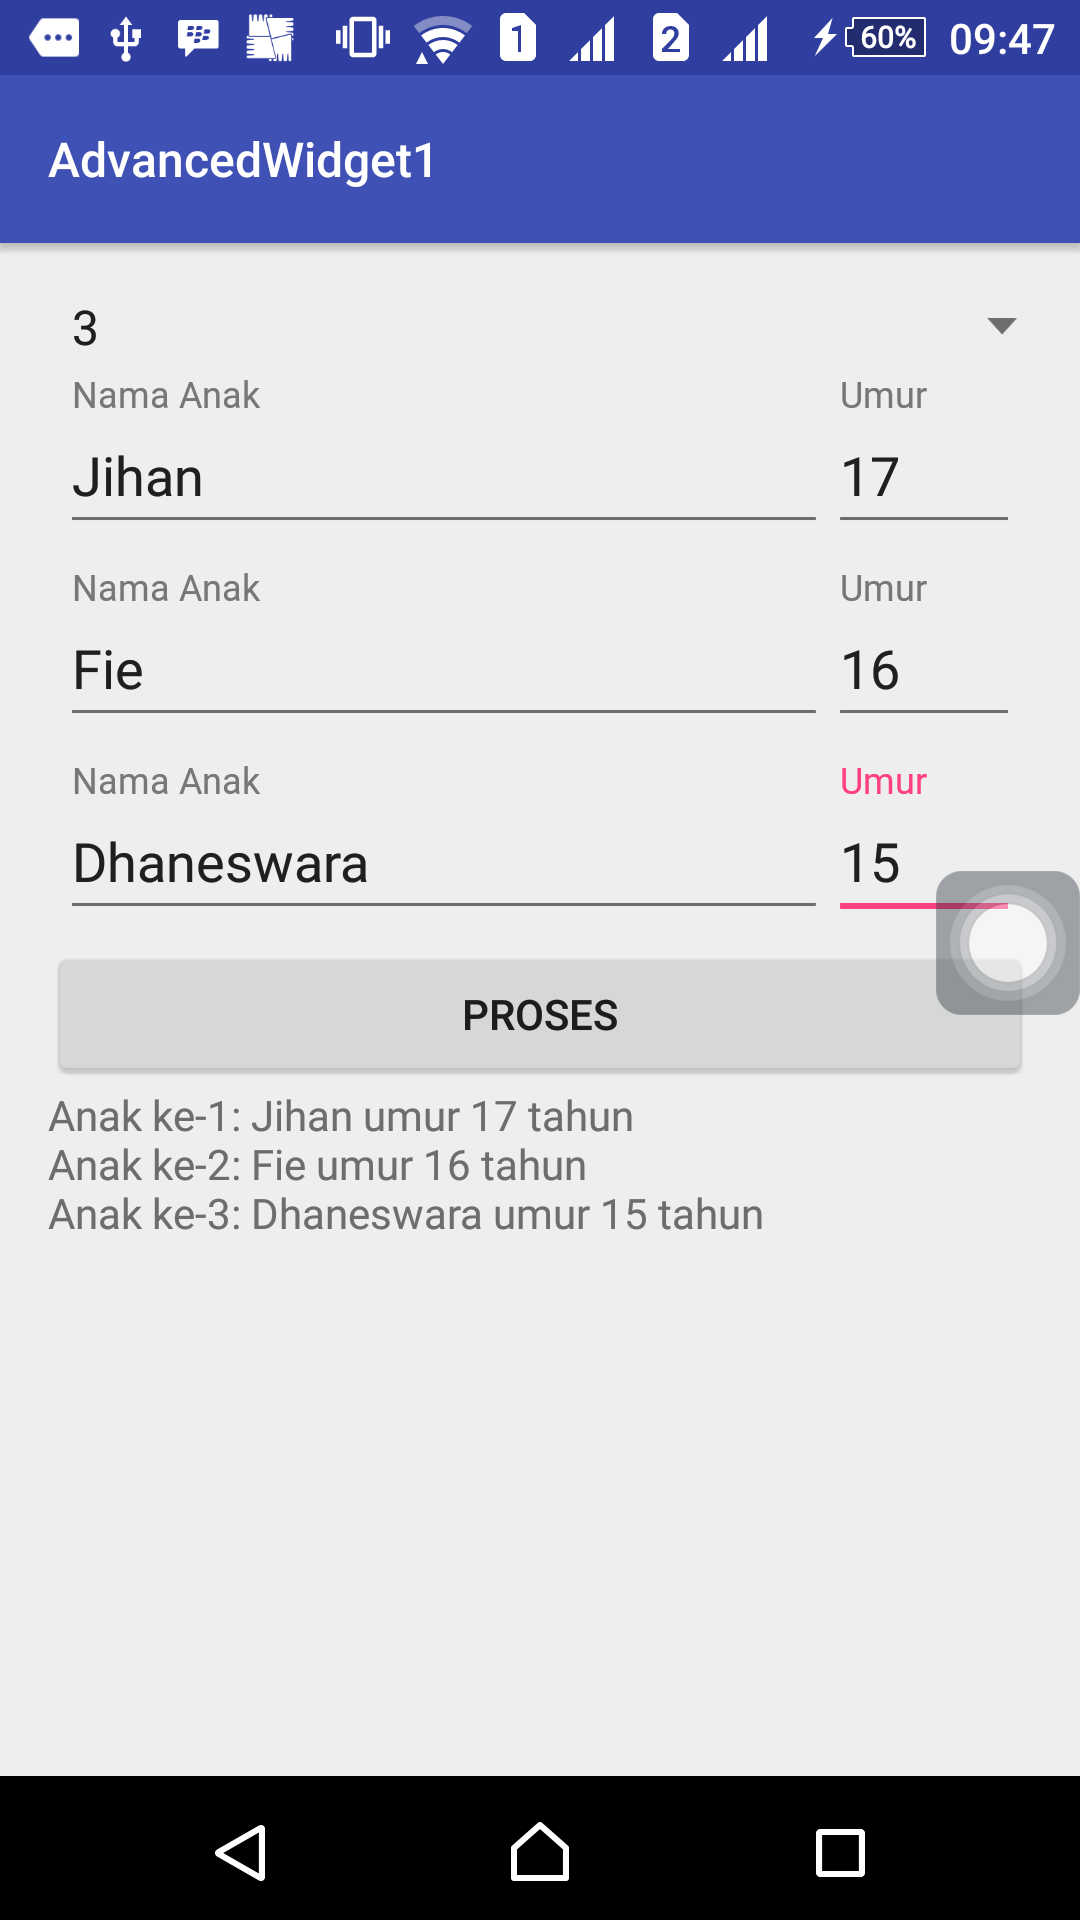 1 2 60% 09:47
AdvancedWidget1
3
Nama Anak Umur
Jihan 17
Nama Anak Umur
Fie 16
Nama Anak Umur
Dhaneswara 15
PROSES
Anak ke-1: Jihan umur 17 tahun
Anak ke-2: Fie umur 16 tahun
Anak ke-3: Dhaneswara umur 15 tahun